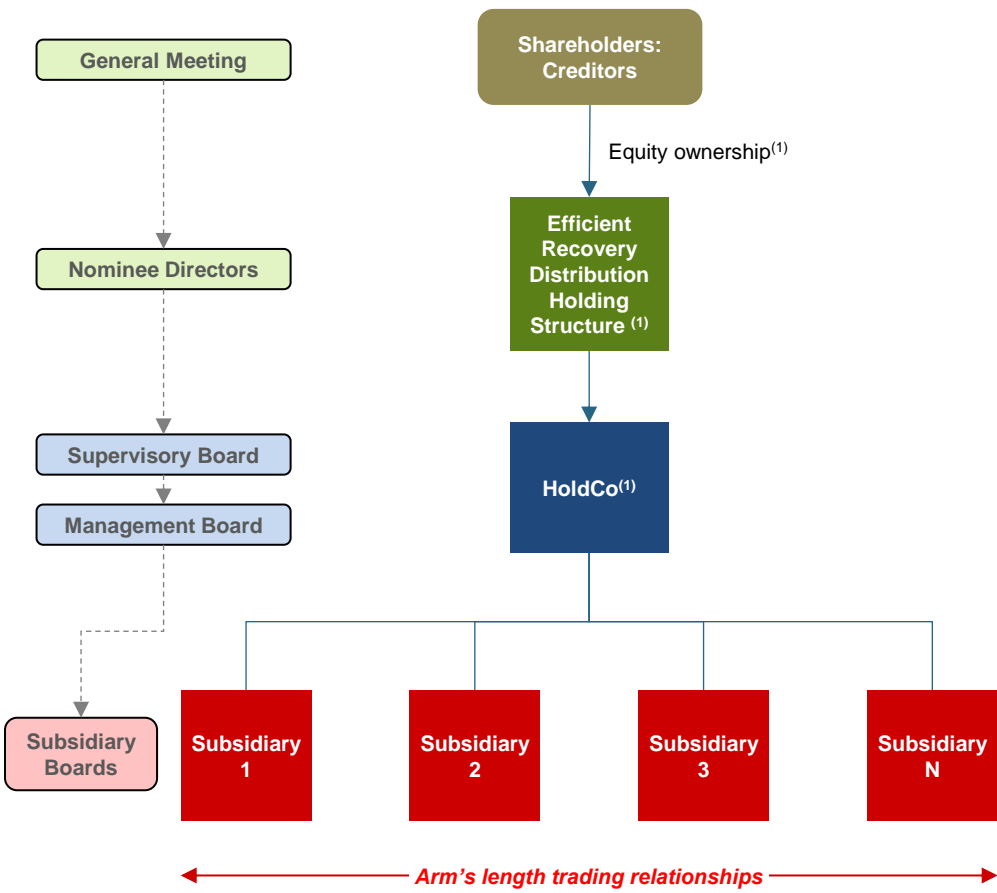 General Meeting
Shareholders:
Creditors
Equity ownership(1)
Efficient
Recovery
Distribution
Holding
Structure (1)
Nominee Directors
Supervisory Board
HoldCo(1)
Management Board
Subsidiary
Boards
Subsidiary
1
Subsidiary
2
Subsidiary
3
Subsidiary
N
Arm's length trading relationships